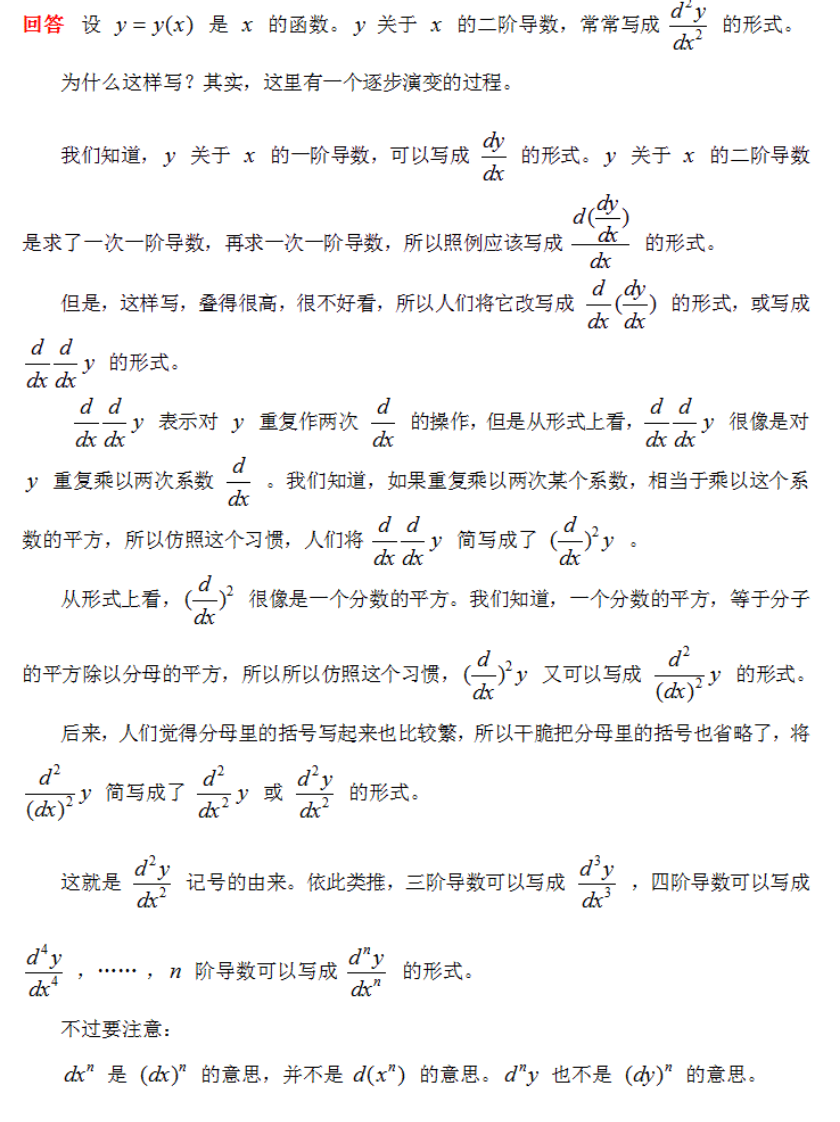 回答 设 y = y(x) 是 x 的函数。y 关于 x 的二阶导数，常常写成 \frac{d^2y}{dx^2} 的形式。
为什么这样写？其实，这里有一个逐步演变的过程。
我们知道，y 关于 x 的一阶导数，可以写成 \frac{dy}{dx} 的形式。y 关于 x 的二阶导数
是求了一次一阶导数，再求一次一阶导数，所以照例应该写成 \frac{d(\frac{dy}{dx})}{dx} 的形式。
但是，这样写，叠得很高，很不好看，所以人们将它改写成 \frac{d}{dx}(\frac{dy}{dx}) 的形式，或写成
\frac{d}{dx}\frac{d}{dx}y 的形式。
\frac{d}{dx}\frac{d}{dx}y 表示对 y 重复作两次 \frac{d}{dx} 的操作，但是从形式上看，\frac{d}{dx}\frac{d}{dx}y 很像是对
y 重复乘以两次系数 \frac{d}{dx} 。我们知道，如果重复乘以两次某个系数，相当于乘以这个系
数的平方，所以仿照这个习惯，人们将 \frac{d}{dx}\frac{d}{dx}y 简写成了 (\frac{d}{dx})^2y 。
从形式上看，(\frac{d}{dx})^2 很像是一个分数的平方。我们知道，一个分数的平方，等于分子
的平方除以分母的平方，所以所以仿照这个习惯，(\frac{d}{dx})^2y 又可以写成 \frac{d^2}{(dx)^2}y 的形式。
后来，人们觉得分母里的括号写起来也比较繁，所以干脆把分母里的括号也省略了，将
\frac{d^2}{(dx)^2}y 简写成了 \frac{d^2}{dx^2}y 或 \frac{d^2y}{dx^2} 的形式。
这就是 \frac{d^2y}{dx^2} 记号的由来。依此类推，三阶导数可以写成 \frac{d^3y}{dx^3} ，四阶导数可以写成
\frac{d^4y}{dx^4} ，…… ，n 阶导数可以写成 \frac{d^ny}{dx^n} 的形式。
不过要注意：
dx^n 是 (dx)^n 的意思，并不是 d(x^n) 的意思。d^ny 也不是 (dy)^n 的意思。